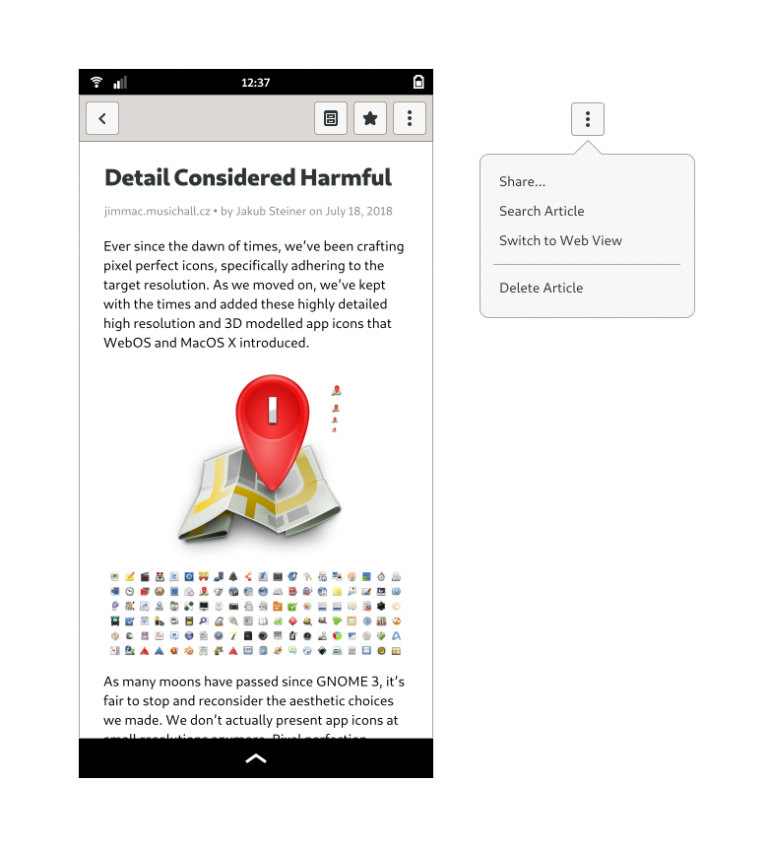 12:37
Detail Considered Harmful
jimmac.musichall.cz • by Jakub Steiner on July 18, 2018
Ever since the dawn of times, we've been crafting
pixel perfect icons, specifically adhering to the
target resolution. As we moved on, we've kept
with the times and added these highly detailed
high resolution and 3D modelled app icons that
WebOS and MacOS X introduced.
As many moons have passed since GNOME 3, it's
fair to stop and reconsider the aesthetic choices
we made. We don't actually present app icons at
small resolutions anymore. Pixel perfection
Share...
Search Article
Switch to Web View
Delete Article